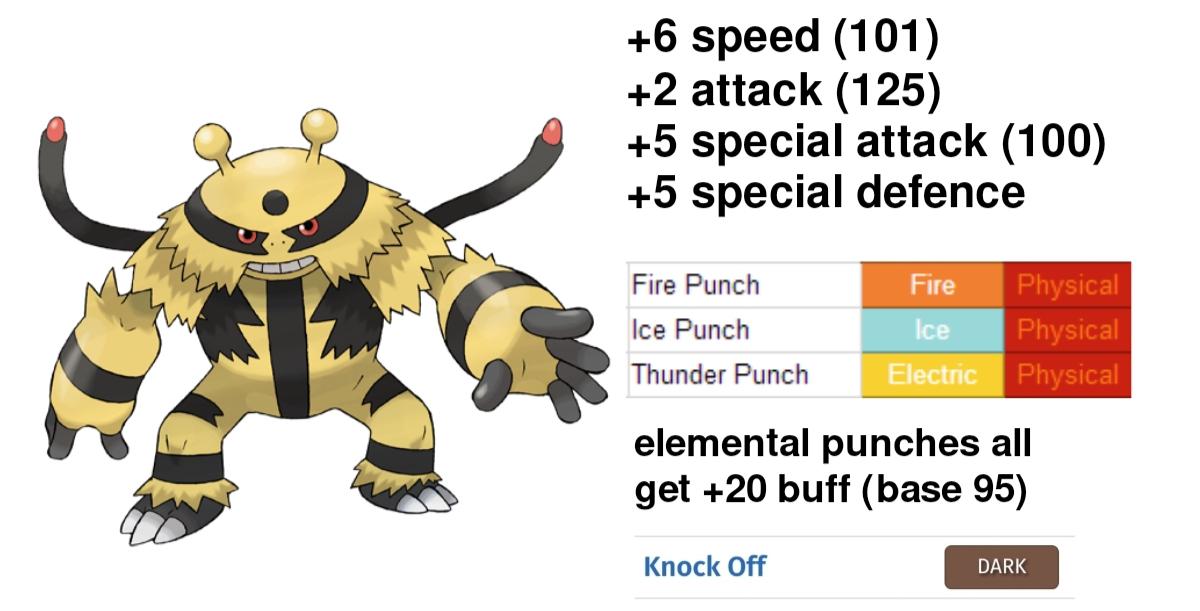 +6 speed (101)
+2 attack (125)
+5 special attack (100)
+5 special defence
Fire Punch Fire Physical
Ice Punch Ice Physical
Thunder Punch Electric Physical
elemental punches all
get +20 buff (base 95)
Knock Off DARK